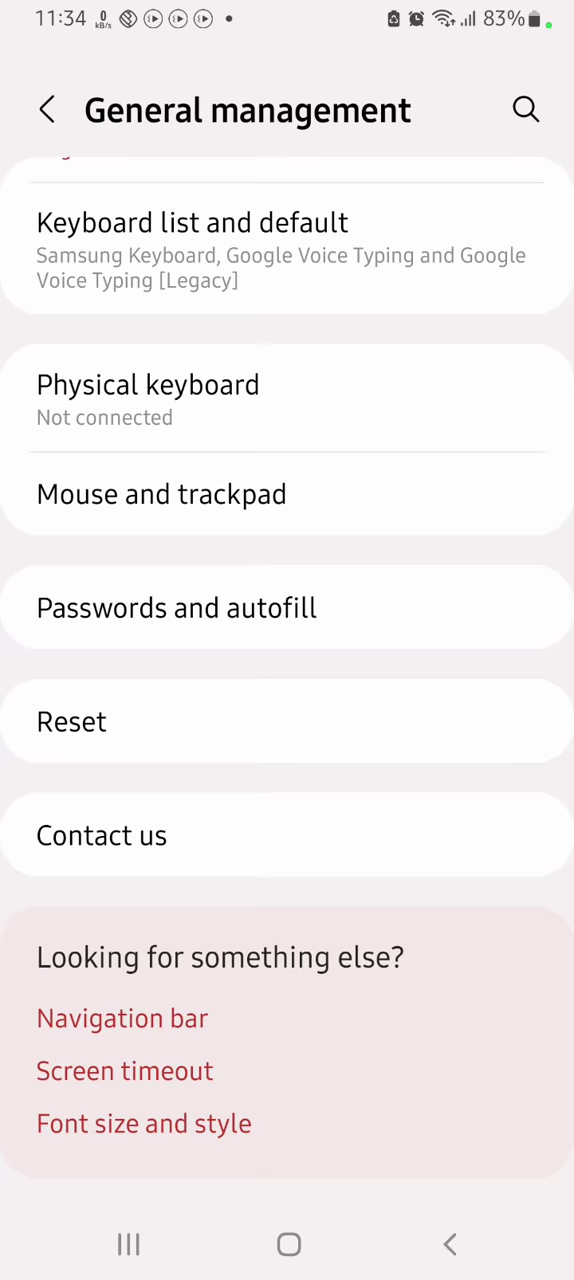 11:34 0 kB/s 83%
General management
Keyboard list and default
Samsung Keyboard, Google Voice Typing and Google
Voice Typing [Legacy]
Physical keyboard
Not connected
Mouse and trackpad
Passwords and autofill
Reset
Contact us
Looking for something else?
Navigation bar
Screen timeout
Font size and style